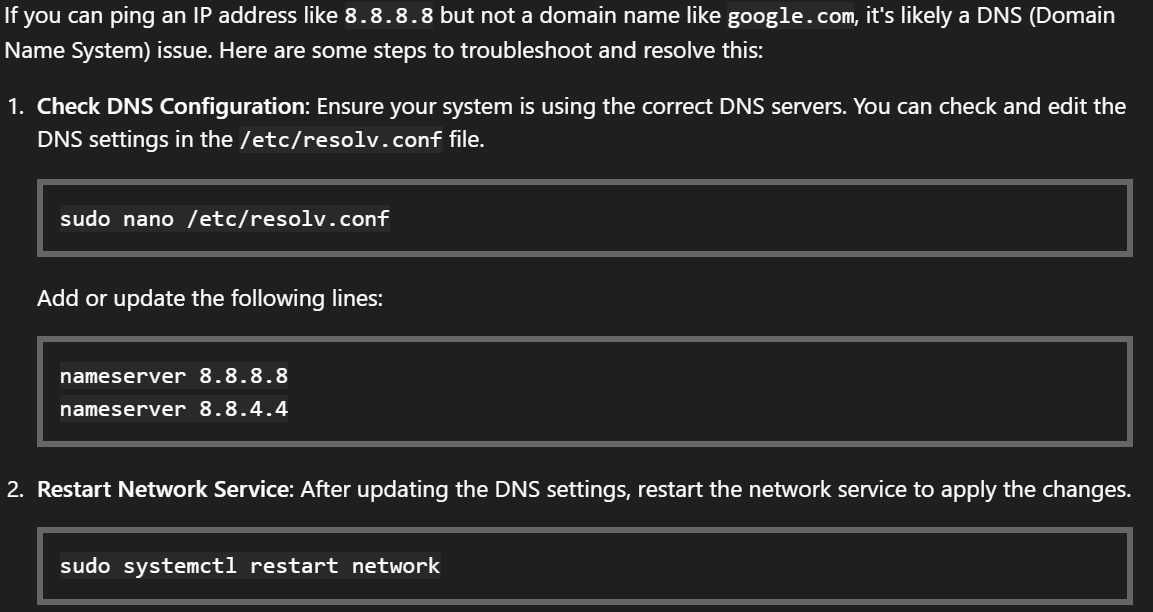 If you can ping an IP address like 8.8.8.8 but not a domain name like google.com, it's likely a DNS (Domain
Name System) issue. Here are some steps to troubleshoot and resolve this:
1. Check DNS Configuration: Ensure your system is using the correct DNS servers. You can check and edit the
DNS settings in the /etc/resolv.conf file.
sudo nano /etc/resolv.conf
Add or update the following lines:
nameserver 8.8.8.8
nameserver 8.8.4.4
2. Restart Network Service: After updating the DNS settings, restart the network service to apply the changes.
sudo systemctl restart network